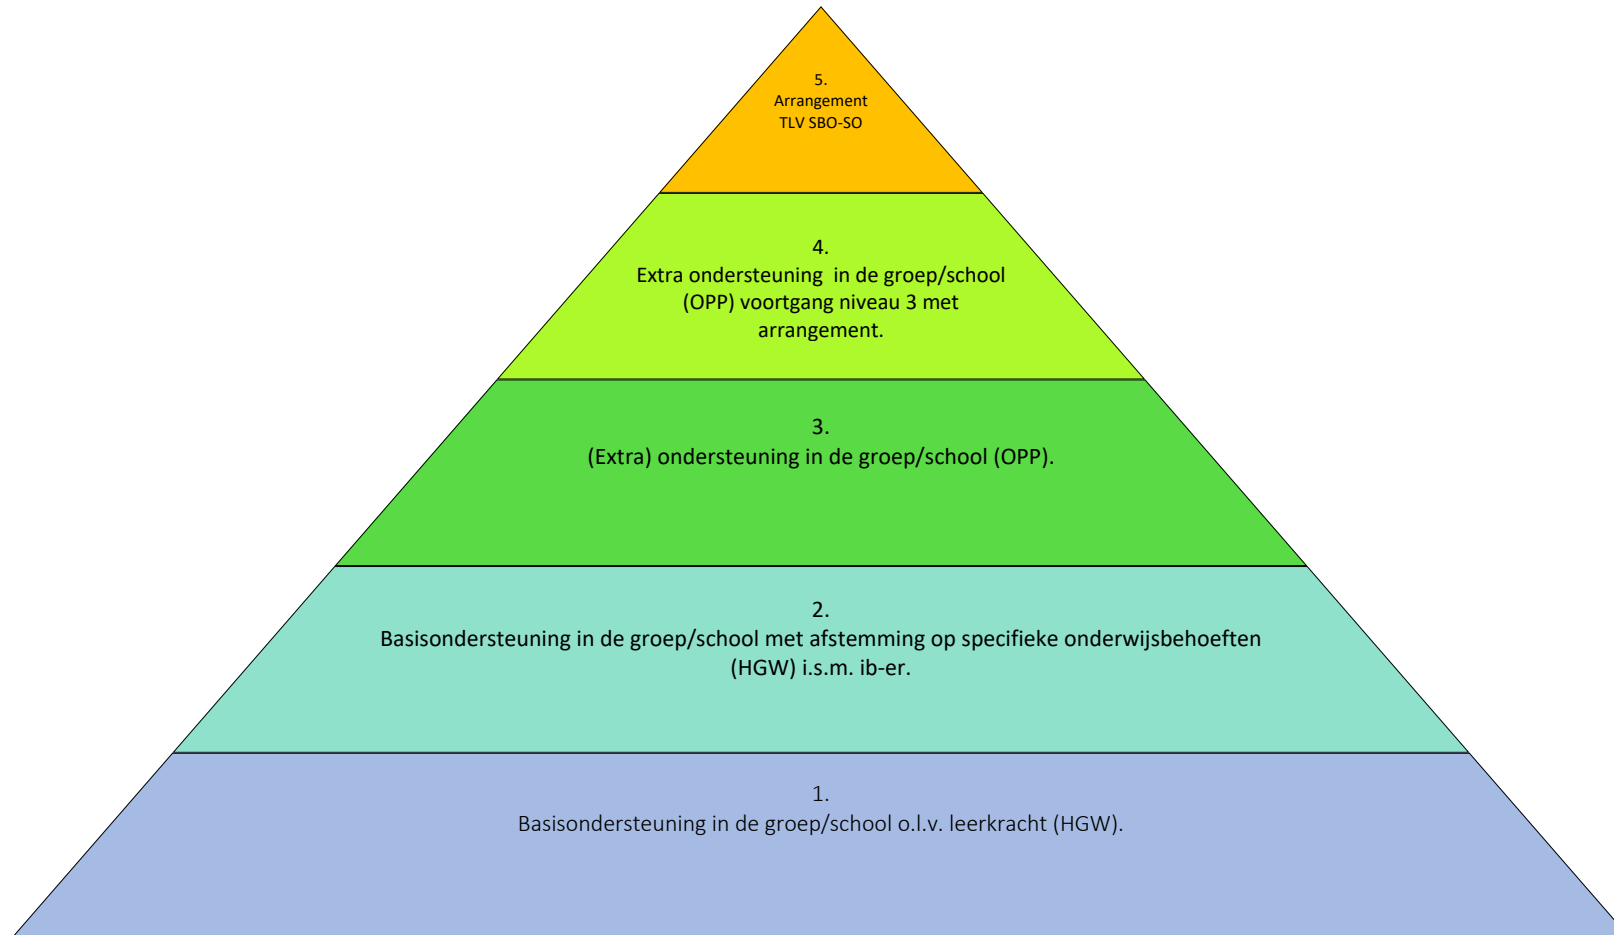 5.
Arrangement
TLV SBO-SO
4.
Extra ondersteuning  in de groep/school
(OPP) voortgang niveau 3 met
arrangement.
3.
(Extra) ondersteuning in de groep/school (OPP).
2.
Basisondersteuning in de groep/school met afstemming op specifieke onderwijsbehoeften
(HGW) i.s.m. ib-er.
1.
Basisondersteuning in de groep/school o.l.v. leerkracht (HGW).